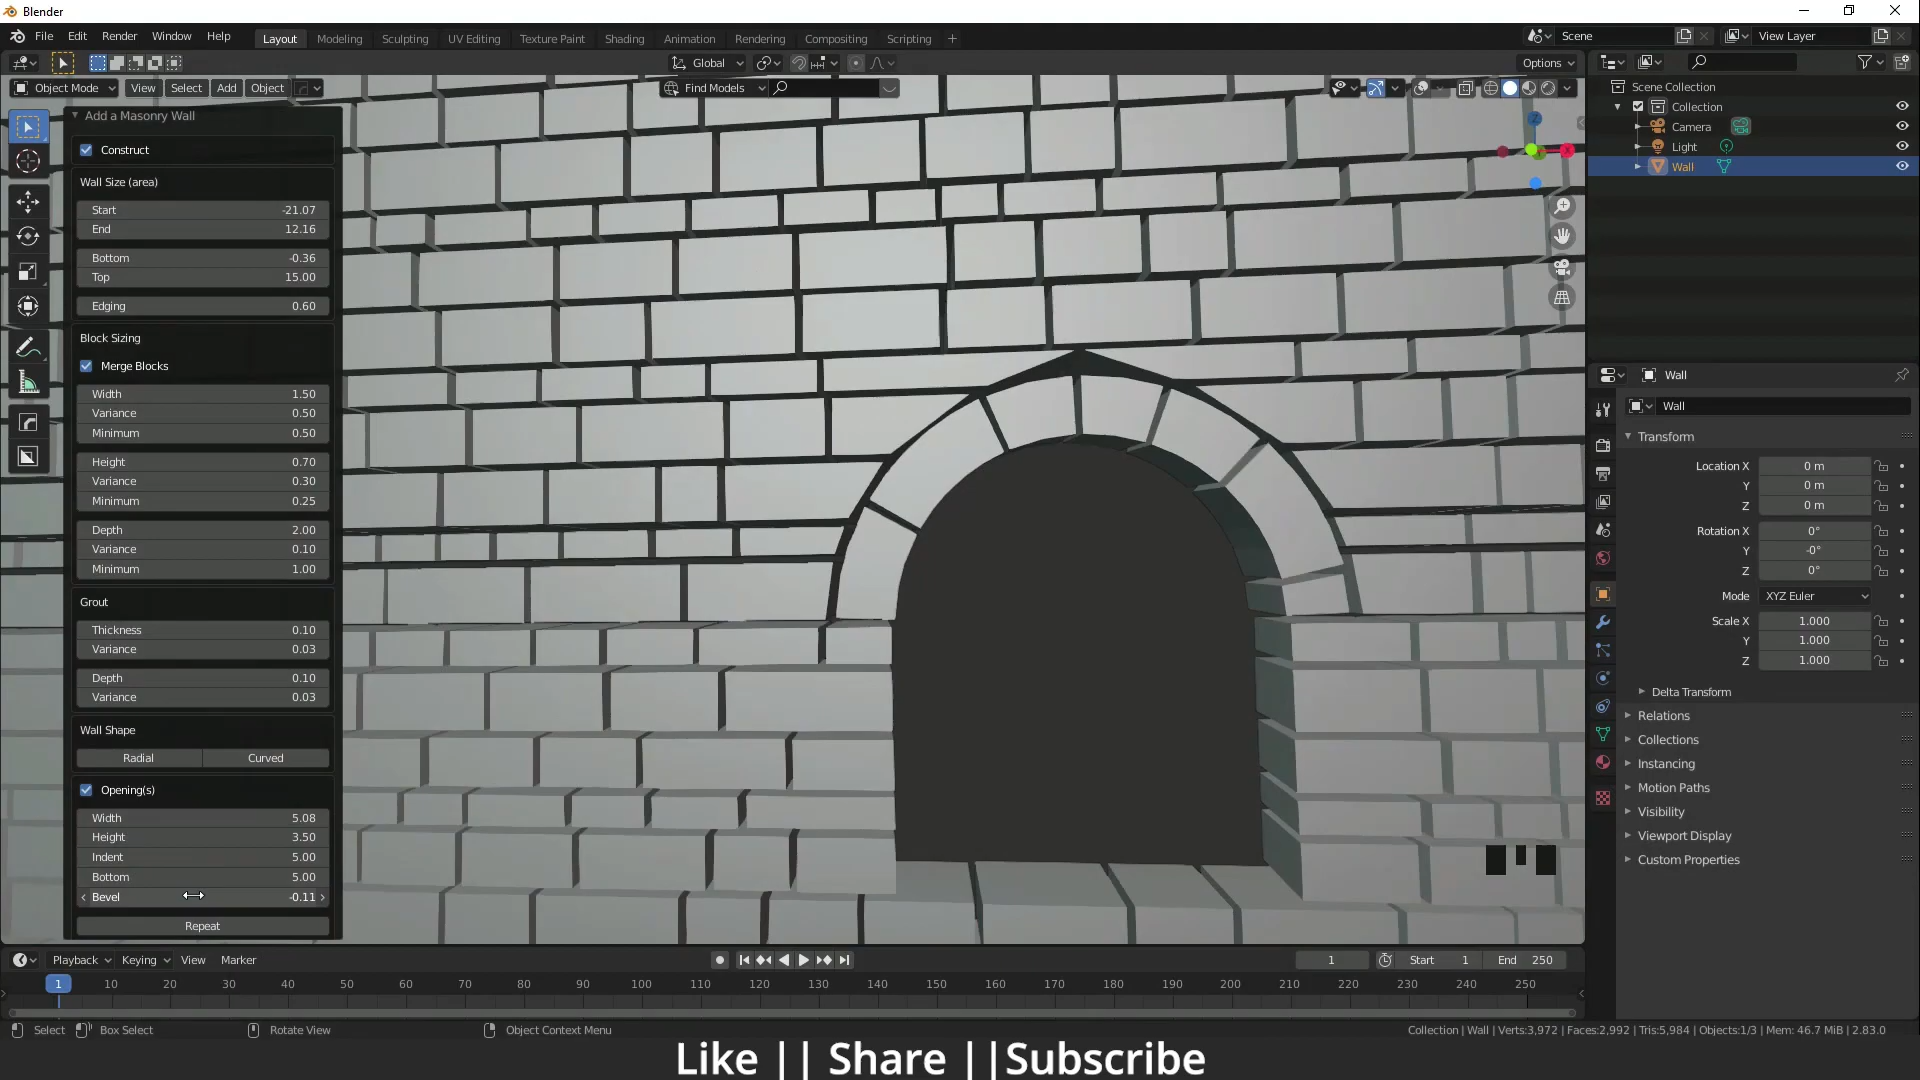 Blender
File Edit Render Window Help
Layout Modeling Sculpting UV Editing Texture Paint Shading Animation Rendering Compositing Scripting +
Scene
View Layer
Global
Options
Object Mode View Select Add Object
Find Models
Add a Masonry Wall
Construct
Wall Size (area)
Start -21.07
End 12.16
Bottom -0.36
Top 15.00
Edging 0.60
Block Sizing
Merge Blocks
Width 1.50
Variance 0.50
Minimum 0.50
Height 0.70
Variance 0.30
Minimum 0.25
Depth 2.00
Variance 0.10
Minimum 1.00
Grout
Thickness 0.10
Variance 0.03
Depth 0.10
Variance 0.03
Wall Shape
Radial Curved
Opening(s)
Width 5.08
Height 3.50
Indent 5.00
Bottom 5.00
Bevel -0.11
Repeat
Z
X
Scene Collection
Collection
Camera
Light
Wall
Wall
Wall
Transform
Location X 0 m
Y 0 m
Z 0 m
Rotation X 0°
Y -0°
Z 0°
Mode XYZ Euler
Scale X 1.000
Y 1.000
Z 1.000
Delta Transform
Relations
Collections
Instancing
Motion Paths
Visibility
Viewport Display
Custom Properties
Playback Keying View Marker
1 Start 1 End 250
1 10 20 30 40 50 60 70 80 90 100 110 120 130 140 150 160 170 180 190 200 210 220 230 240 250
Select Box Select Rotate View Object Context Menu
Collection | Wall | Verts:3,972 | Faces:2,992 | Tris:5,984 | Objects:1/3 | Mem: 46.7 MiB | 2.83.0
Like || Share ||Subscribe